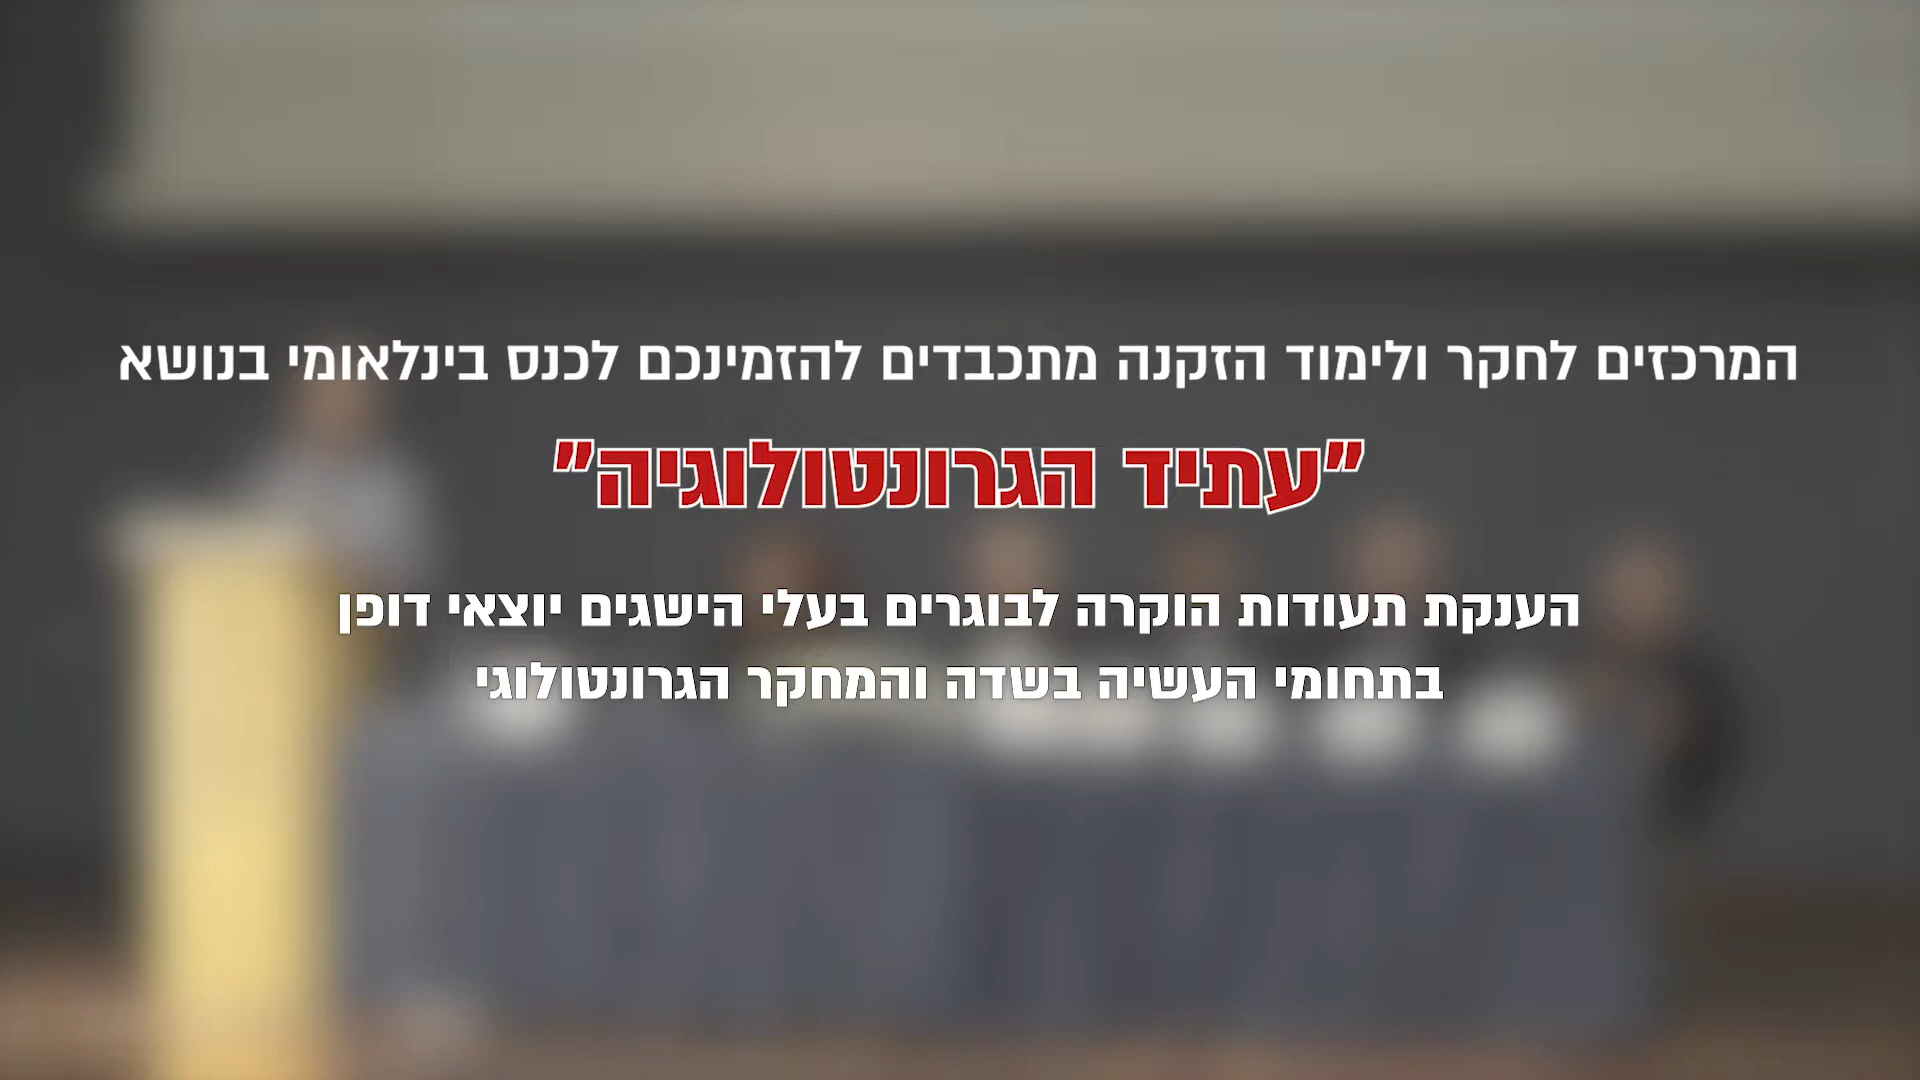 המרכזים לחקר ולימוד הזקנה מתכבדים להזמינכם לכנס בינלאומי בנושא
"עתיד הגרונטולוגיה"
הענקת תעודות הוקרה לבוגרים בעלי הישגים יוצאי דופן
בתחומי העשיה בשדה והמחקר הגרונטולוגי